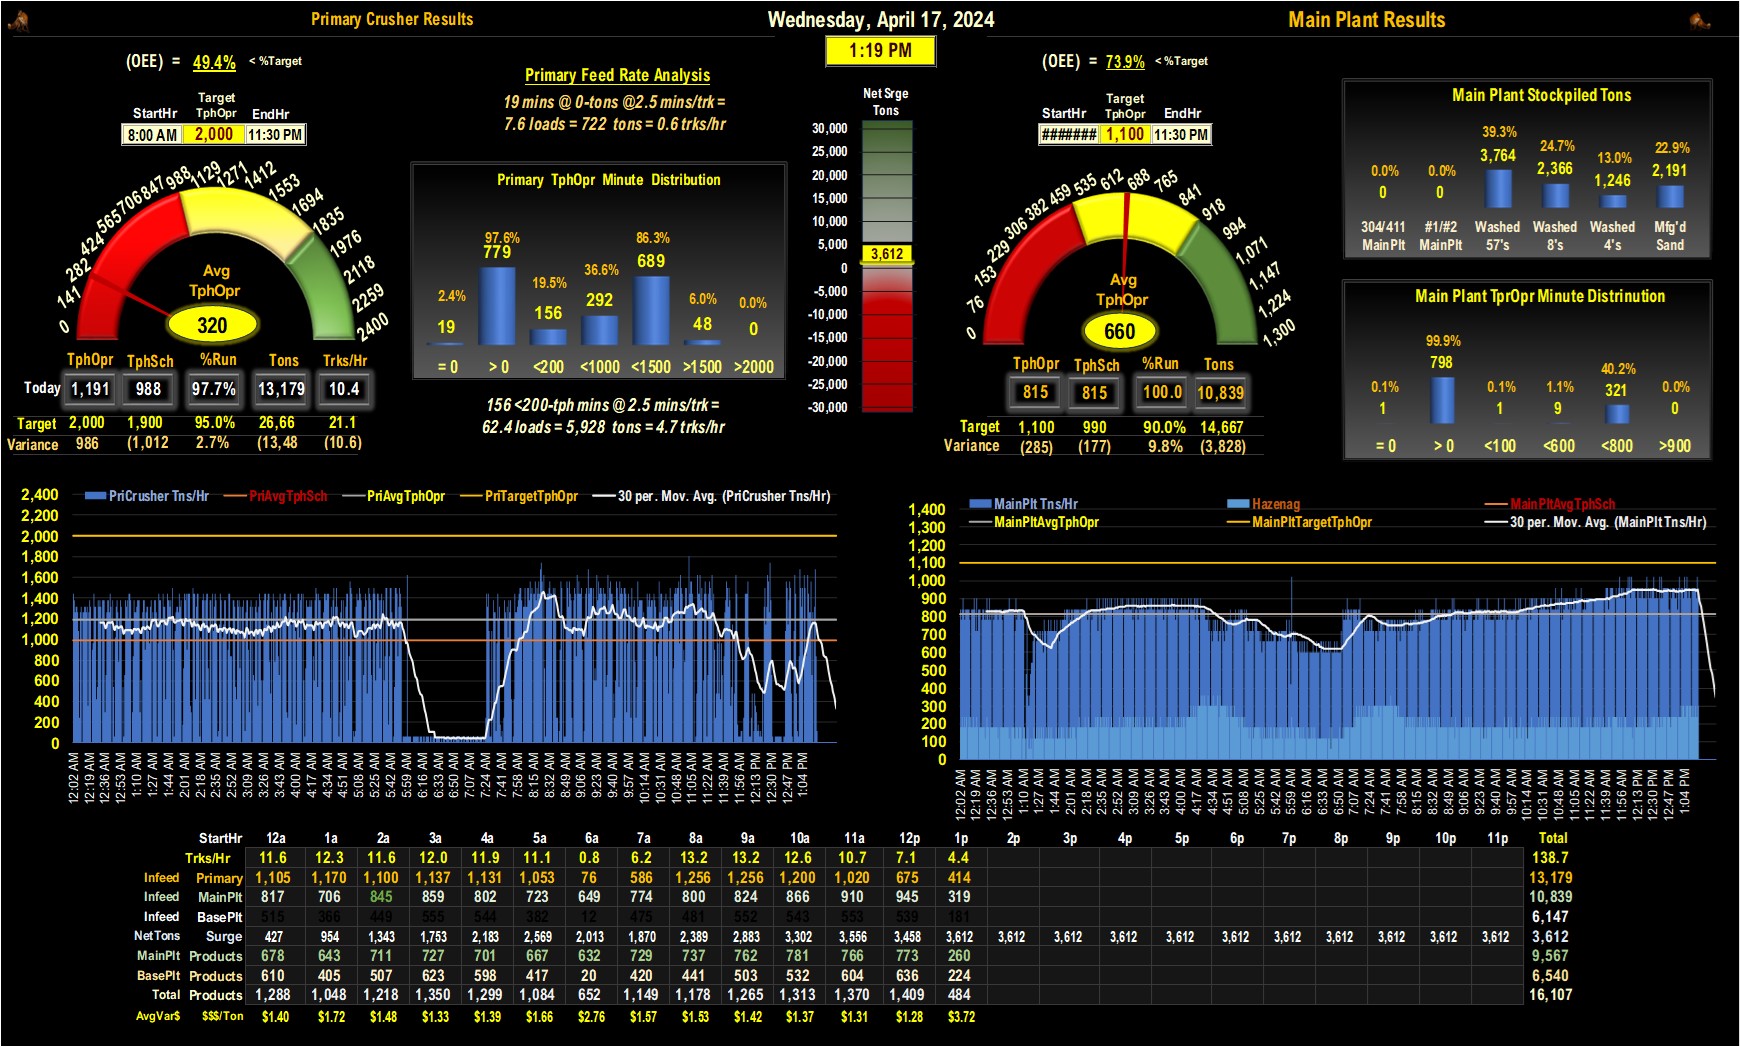 Primary Crusher Results
Wednesday, April 17, 2024
Main Plant Results
1:19 PM
(OEE) = 49.4% < %Target
StartHr Target TphOpr EndHr
8:00 AM 2,000 11:30 PM
0 141 282 424 565 706 847 988 1129 1271 1412 1553 1694 1835 1976 2118 2259 2400
Avg
TphOpr
320
TphOpr TphSch %Run Tons Trks/Hr
Today 1,191 988 97.7% 13,179 10.4
Target 2,000 1,900 95.0% 26,66 21.1
Variance 986 (1,012 2.7% (13,48 (10.6)
Primary Feed Rate Analysis
19 mins @ 0-tons @2.5 mins/trk =
7.6 loads = 722 tons = 0.6 trks/hr
Primary TphOpr Minute Distribution
2.4% 97.6% 19.5% 36.6% 86.3% 6.0% 0.0%
19 779 156 292 689 48 0
= 0 > 0 <200 <1000 <1500 >1500 >2000
156 <200-tph mins @ 2.5 mins/trk =
62.4 loads = 5,928 tons = 4.7 trks/hr
Net Srge
Tons
30,000
25,000
20,000
15,000
10,000
5,000
3,612
0
-5,000
-10,000
-15,000
-20,000
-25,000
-30,000
(OEE) = 73.9% < %Target
StartHr Target TphOpr EndHr
####### 1,100 11:30 PM
0 76 153 229 306 382 459 535 612 688 765 841 918 994 1,071 1,147 1,224 1,300
Avg
TphOpr
660
TphOpr TphSch %Run Tons
815 815 100.0 10,839
Target 1,100 990 90.0% 14,667
Variance (285) (177) 9.8% (3,828)
Main Plant Stockpiled Tons
0.0% 0.0% 39.3% 24.7% 13.0% 22.9%
0 0 3,764 2,366 1,246 2,191
304/411 #1/#2 Washed Washed Washed Mfg'd
MainPlt MainPlt 57's 8's 4's Sand
Main Plant TprOpr Minute Distrinution
0.1% 99.9% 0.1% 1.1% 40.2% 0.0%
1 798 1 9 321 0
= 0 > 0 <100 <600 <800 >900
PriCrusher Tns/Hr PriAvgTphSch PriAvgTphOpr PriTargetTphOpr 30 per. Mov. Avg. (PriCrusher Tns/Hr)
2,400
2,200
2,000
1,800
1,600
1,400
1,200
1,000
800
600
400
200
0
12:02 AM 12:19 AM 12:36 AM 12:53 AM 1:10 AM 1:27 AM 1:44 AM 2:01 AM 2:18 AM 2:35 AM 2:52 AM 3:09 AM 3:26 AM 3:43 AM 4:00 AM 4:17 AM 4:34 AM 4:51 AM 5:08 AM 5:25 AM 5:42 AM 5:59 AM 6:16 AM 6:33 AM 6:50 AM 7:07 AM 7:24 AM 7:41 AM 7:58 AM 8:15 AM 8:32 AM 8:49 AM 9:06 AM 9:23 AM 9:40 AM 9:57 AM 10:14 AM 10:31 AM 10:48 AM 11:05 AM 11:22 AM 11:39 AM 11:56 AM 12:13 PM 12:30 PM 12:47 PM 1:04 PM
MainPlt Tns/Hr Hazenag MainPltAvgTphSch
MainPltAvgTphOpr MainPltTargetTphOpr 30 per. Mov. Avg. (MainPlt Tns/Hr)
1,400
1,300
1,200
1,100
1,000
900
800
700
600
500
400
300
200
100
0
12:02 AM 12:19 AM 12:36 AM 12:53 AM 1:10 AM 1:27 AM 1:44 AM 2:01 AM 2:18 AM 2:35 AM 2:52 AM 3:09 AM 3:26 AM 3:43 AM 4:00 AM 4:17 AM 4:34 AM 4:51 AM 5:08 AM 5:25 AM 5:42 AM 5:59 AM 6:16 AM 6:33 AM 6:50 AM 7:07 AM 7:24 AM 7:41 AM 7:58 AM 8:15 AM 8:32 AM 8:49 AM 9:06 AM 9:23 AM 9:40 AM 9:57 AM 10:14 AM 10:31 AM 10:48 AM 11:05 AM 11:22 AM 11:39 AM 11:56 AM 12:13 PM 12:30 PM 12:47 PM 1:04 PM
StartHr 12a 1a 2a 3a 4a 5a 6a 7a 8a 9a 10a 11a 12p 1p 2p 3p 4p 5p 6p 7p 8p 9p 10p 11p Total
Trks/Hr 11.6 12.3 11.6 12.0 11.9 11.1 0.8 6.2 13.2 13.2 12.6 10.7 7.1 4.4 138.7
Infeed Primary 1,105 1,170 1,100 1,137 1,131 1,053 76 586 1,256 1,256 1,200 1,020 675 414 13,179
Infeed MainPlt 817 706 845 859 802 723 649 774 800 824 866 910 945 319 10,839
Infeed BasePlt 515 366 449 555 544 382 12 475 481 552 543 553 539 181 6,147
NetTons Surge 427 954 1,343 1,753 2,183 2,569 2,013 1,870 2,389 2,883 3,302 3,556 3,458 3,612 3,612 3,612 3,612 3,612 3,612 3,612 3,612 3,612 3,612 3,612 3,612
MainPlt Products 678 643 711 727 701 667 632 729 737 762 781 766 773 260 9,567
BasePlt Products 610 405 507 623 598 417 20 420 441 503 532 604 636 224 6,540
Total Products 1,288 1,048 1,218 1,350 1,299 1,084 652 1,149 1,178 1,265 1,313 1,370 1,409 484 16,107
AvgVar$ $$$/Ton $1.40 $1.72 $1.48 $1.33 $1.39 $1.66 $2.76 $1.57 $1.53 $1.42 $1.37 $1.31 $1.28 $3.72